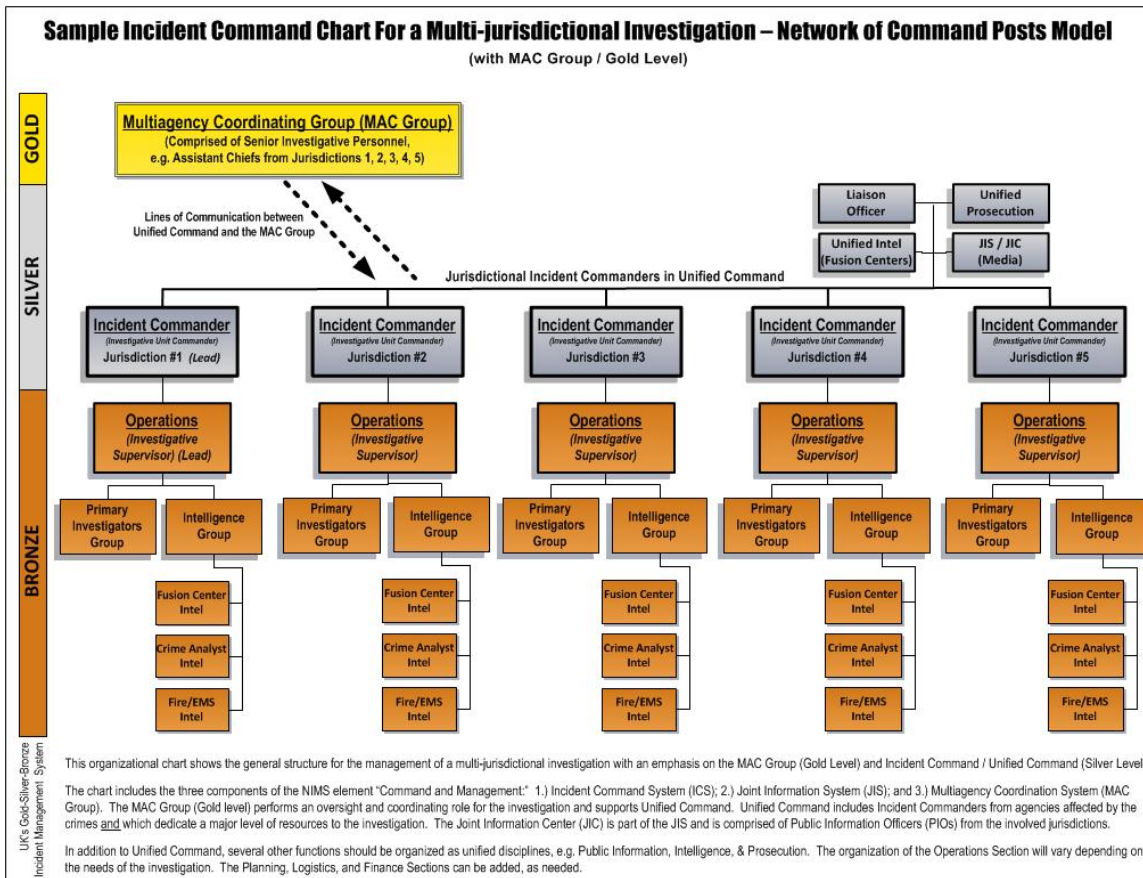 Sample Incident Command Chart For a Multi-jurisdictional Investigation – Network of Command Posts Model
(with MAC Group / Gold Level)
GOLD
Multiagency Coordinating Group (MAC Group)
(Comprised of Senior Investigative Personnel,
e.g. Assistant Chiefs from Jurisdictions 1, 2, 3, 4, 5)
SILVER
Lines of Communication between
Unified Command and the MAC Group
Liaison
Officer
Unified
Prosecution
Unified Intel
(Fusion Centers)
JIS / JIC
(Media)
Jurisdictional Incident Commanders in Unified Command
Incident Commander
(Investigative Unit Commander)
Jurisdiction #1 (Lead)
Incident Commander
(Investigative Unit Commander)
Jurisdiction #2
Incident Commander
(Investigative Unit Commander)
Jurisdiction #3
Incident Commander
(Investigative Unit Commander)
Jurisdiction #4
Incident Commander
(Investigative Unit Commander)
Jurisdiction #5
BRONZE
Operations
(Investigative
Supervisor) (Lead)
Operations
(Investigative
Supervisor)
Operations
(Investigative
Supervisor)
Operations
(Investigative
Supervisor)
Operations
(Investigative
Supervisor)
Primary
Investigators
Group
Intelligence
Group
Primary
Investigators
Group
Intelligence
Group
Primary
Investigators
Group
Intelligence
Group
Primary
Investigators
Group
Intelligence
Group
Primary
Investigators
Group
Intelligence
Group
Fusion Center
Intel
Fusion Center
Intel
Fusion Center
Intel
Fusion Center
Intel
Fusion Center
Intel
Crime Analyst
Intel
Crime Analyst
Intel
Crime Analyst
Intel
Crime Analyst
Intel
Crime Analyst
Intel
Fire/EMS
Intel
Fire/EMS
Intel
Fire/EMS
Intel
Fire/EMS
Intel
Fire/EMS
Intel
UK's Gold-Silver-Bronze
Incident Management System
This organizational chart shows the general structure for the management of a multi-jurisdictional investigation with an emphasis on the MAC Group (Gold Level) and Incident Command / Unified Command (Silver Level
The chart includes the three components of the NIMS element “Command and Management:” 1.) Incident Command System (ICS); 2.) Joint Information System (JIS); and 3.) Multiagency Coordination System (MAC
Group). The MAC Group (Gold level) performs an oversight and coordinating role for the investigation and supports Unified Command. Unified Command includes Incident Commanders from agencies affected by the
crimes and which dedicate a major level of resources to the investigation. The Joint Information Center (JIC) is part of the JIS and is comprised of Public Information Officers (PIOs) from the involved jurisdictions.
In addition to Unified Command, several other functions should be organized as unified disciplines, e.g. Public Information, Intelligence, & Prosecution. The organization of the Operations Section will vary depending on
the needs of the investigation. The Planning, Logistics, and Finance Sections can be added, as needed.